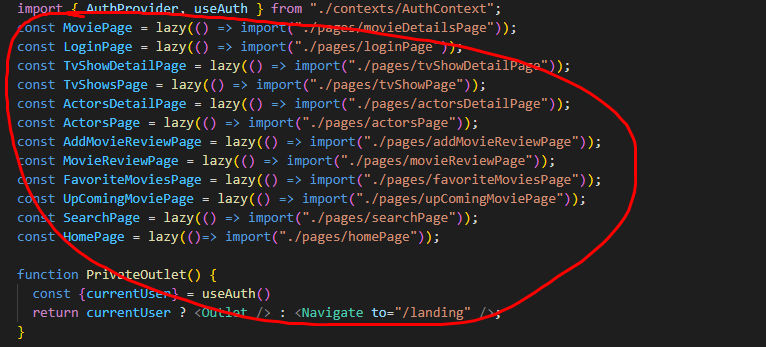 import { AuthProvider, useAuth } from "./contexts/AuthContext";
const MoviePage = lazy(() => import("./pages/movieDetailsPage"));
const LoginPage = lazy(() => import("./pages/loginPage"));
const TvShowDetailPage = lazy(() => import("./pages/tvShowDetailPage"));
const TvShowsPage = lazy(() => import("./pages/tvShowPage"));
const ActorsDetailPage = lazy(() => import("./pages/actorsDetailPage"));
const ActorsPage = lazy(() => import("./pages/actorsPage"));
const AddMovieReviewPage = lazy(() => import("./pages/addMovieReviewPage"));
const MovieReviewPage = lazy(() => import("./pages/movieReviewPage"));
const FavoriteMoviesPage = lazy(() => import("./pages/favoriteMoviesPage"));
const UpComingMoviePage = lazy(() => import("./pages/upComingMoviePage"));
const SearchPage = lazy(() => import("./pages/searchPage"));
const HomePage = lazy(()=> import("./pages/homePage"));
function PrivateOutlet() {
const {currentUser} = useAuth()
return currentUser ? <Outlet /> : <Navigate to="/landing" />;
}